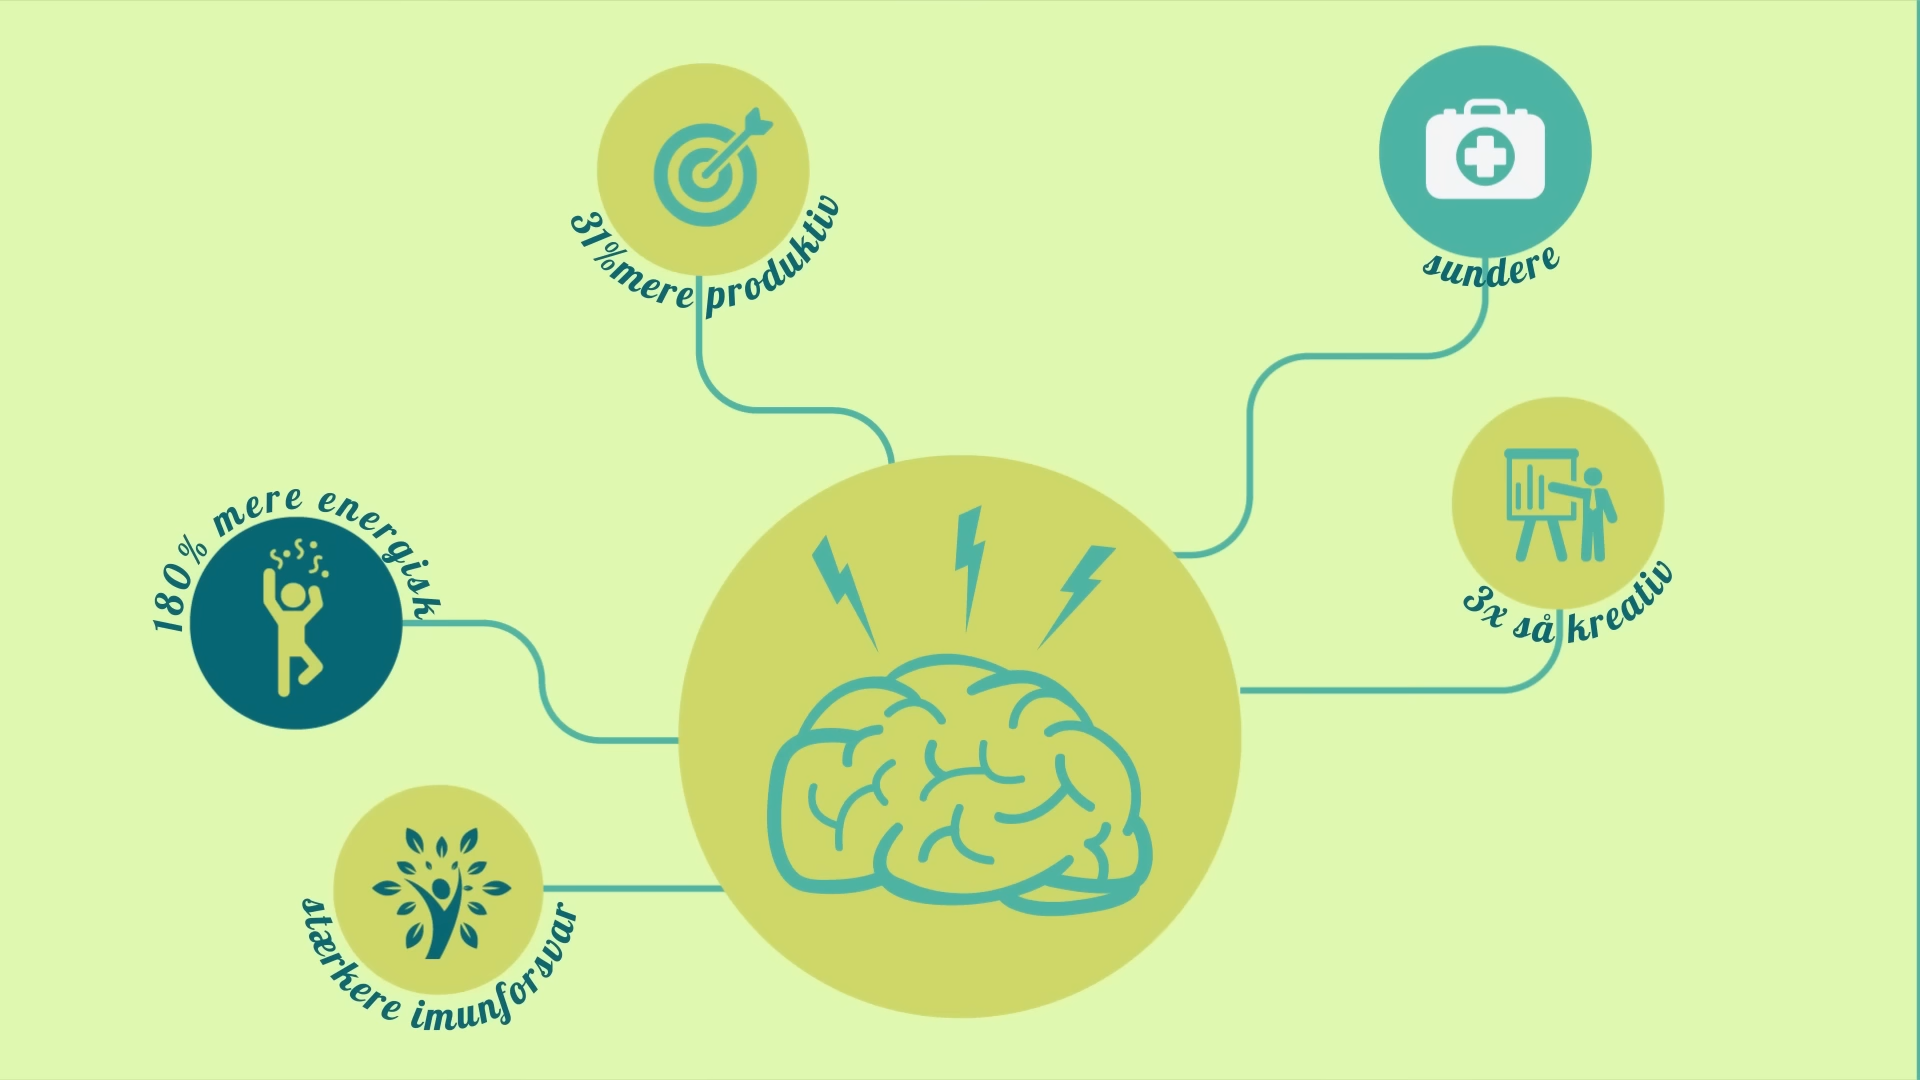 31%mere produktiv
sundere
180% mere energisk
3x så kreativ
stærkere imunforsvar